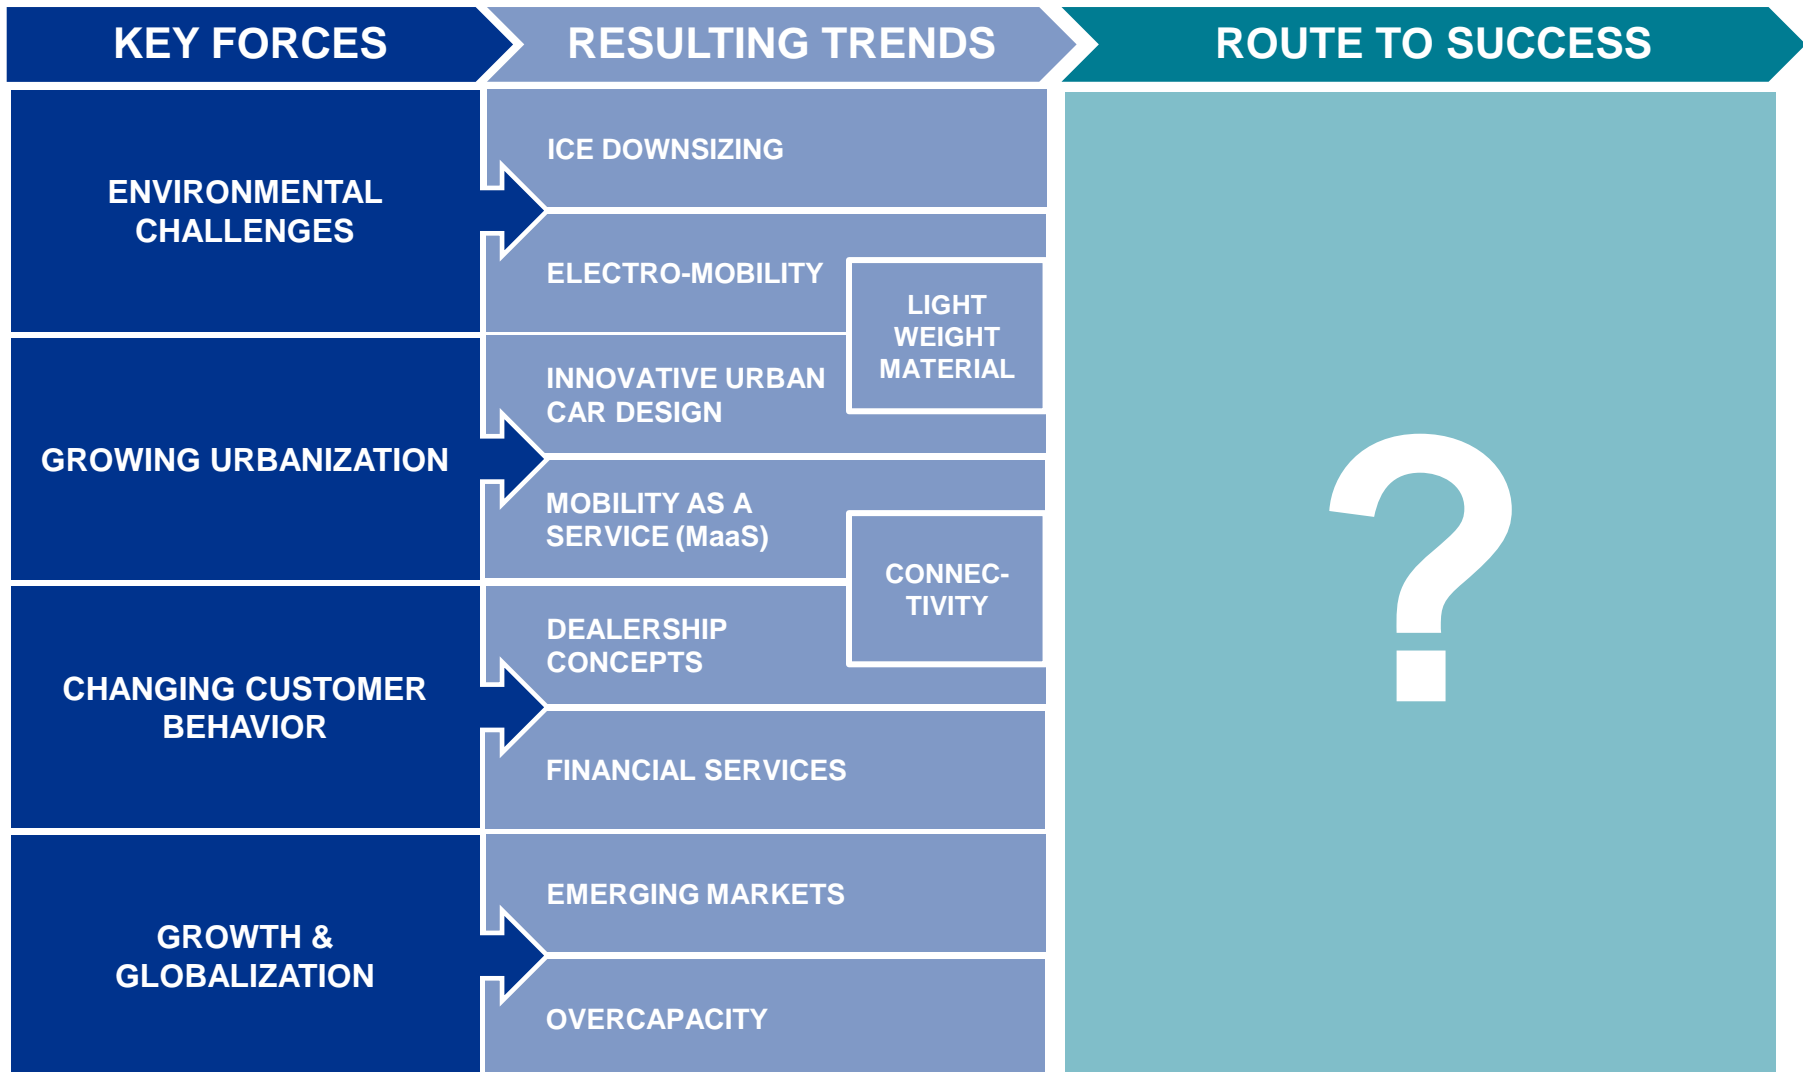 KEY FORCES
RESULTING TRENDS
ROUTE TO SUCCESS
ENVIRONMENTAL
CHALLENGES
ICE DOWNSIZING
ELECTRO-MOBILITY
LIGHT
WEIGHT
MATERIAL
GROWING URBANIZATION
INNOVATIVE URBAN
CAR DESIGN
MOBILITY AS A
SERVICE (MaaS)
CONNEC-
TIVITY
CHANGING CUSTOMER
BEHAVIOR
DEALERSHIP
CONCEPTS
FINANCIAL SERVICES
GROWTH &
GLOBALIZATION
EMERGING MARKETS
OVERCAPACITY
?